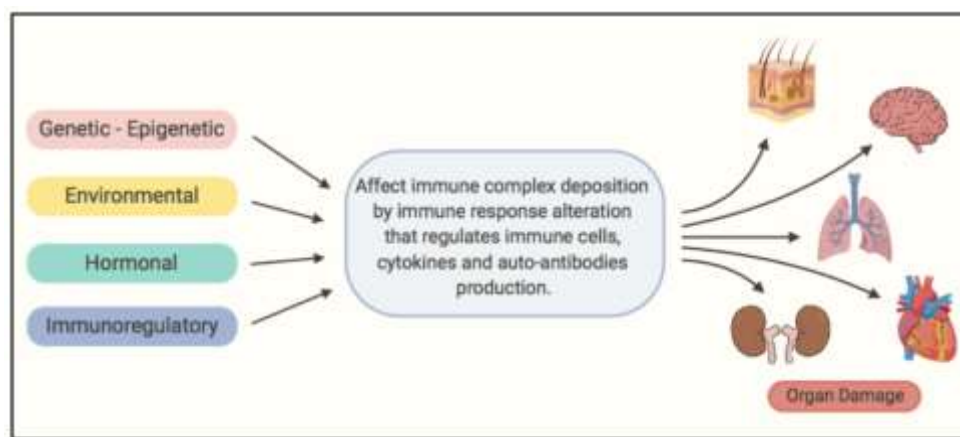 Genetic - Epigenetic
Environmental
Hormonal
Immunoregulatory
Affect immune complex deposition
by immune response alteration
that regulates immune cells,
cytokines and auto-antibodies
production.
Organ Damage